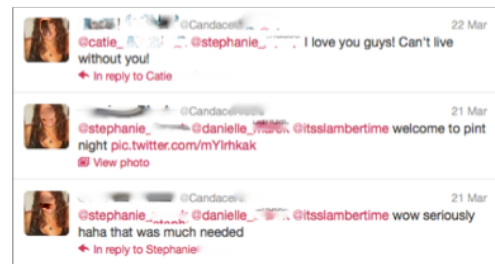 @Candace 22 Mar
@catie_ @stephanie_ I love you guys! Can't live
without you!
In reply to Catie
@Candace 21 Mar
@stephanie_ @danielle_ @itsslambertime welcome to pint
night pic.twitter.com/mYlrhkak
View photo
@Candace 21 Mar
@stephanie_ @danielle_ @itsslambertime wow seriously
haha that was much needed
In reply to Stephanie